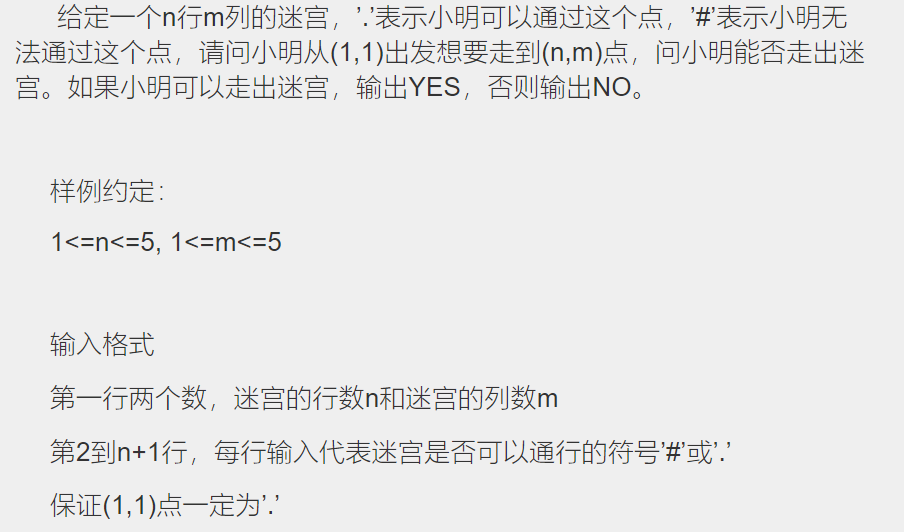 给定一个n行m列的迷宫，’.’表示小明可以通过这个点，’#’表示小明无
法通过这个点，请问小明从(1,1)出发想要走到(n,m)点，问小明能否走出迷
宫。如果小明可以走出迷宫，输出YES，否则输出NO。
样例约定：
1<=n<=5, 1<=m<=5
输入格式
第一行两个数，迷宫的行数n和迷宫的列数m
第2到n+1行，每行输入代表迷宫是否可以通行的符号’#’或’.’
保证(1,1)点一定为’.’